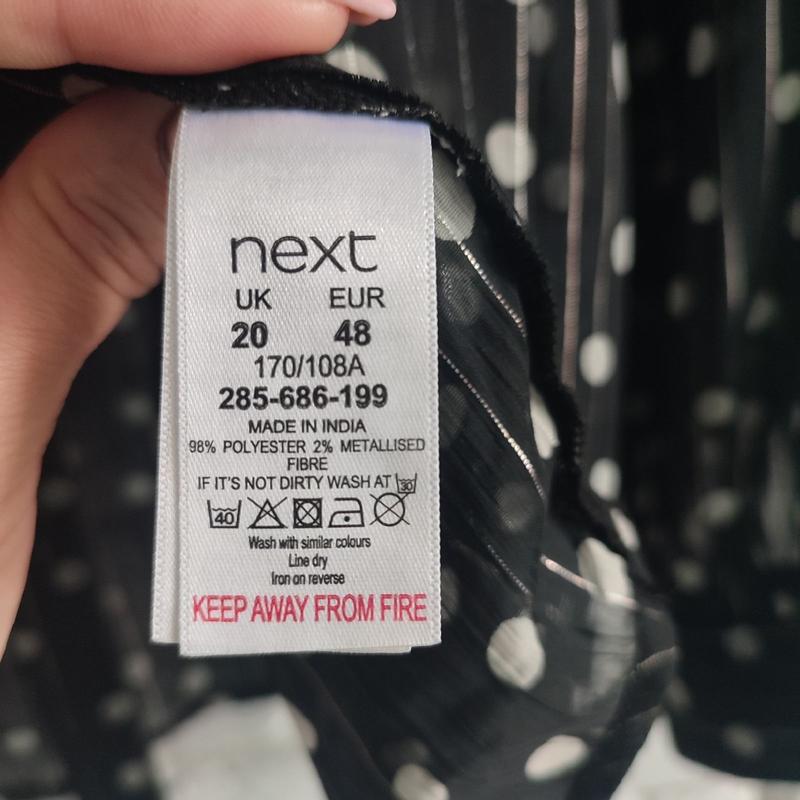 next
UK EUR
20 48
170/108A
285-686-199
MADE IN INDIA
98% POLYESTER 2% METALLISED
FIBRE
IF IT'S NOT DIRTY WASH AT 30
40
Wash with similar colours
Line dry
Iron on reverse
KEEP AWAY FROM FIRE